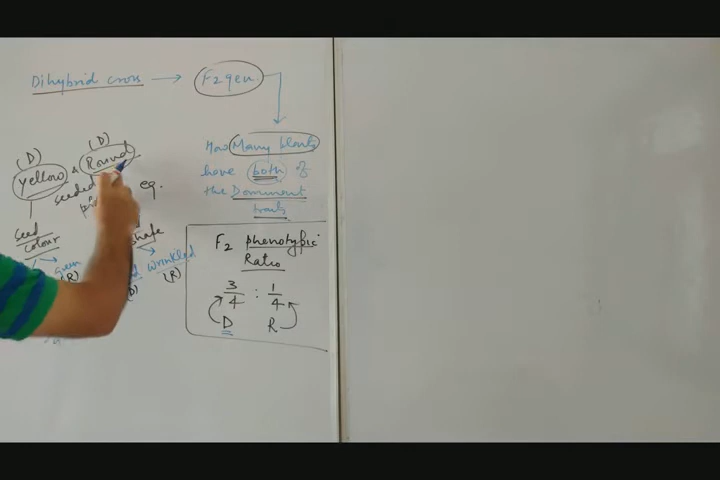 Dihybrid cross → F2 gen.
How Many plants
have both of
the Dominant
traits
(D)
(D)
Yellow & Round
seeded
eg.
Seed
colour
shape
Green
(R)
Wrinkled
(R)
F2 phenotypic
Ratio
3/4 : 1/4
D R